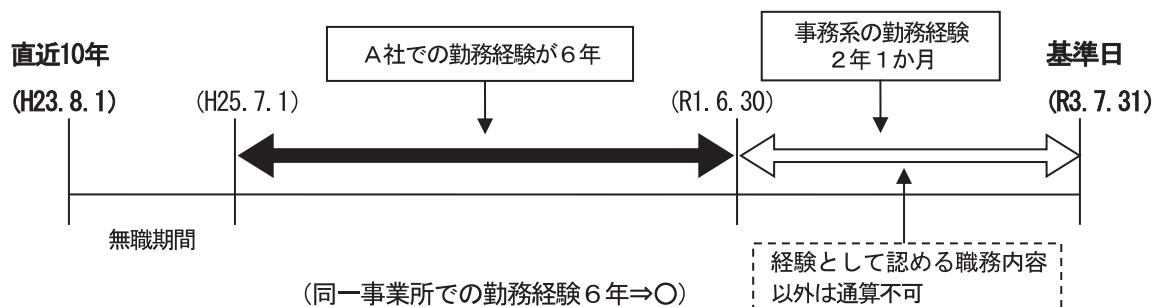 A社での勤務経験が6年
事務系の勤務経験
2年1か月
直近10年
基準日
(H23.8.1)
(H25.7.1)
(R1.6.30)
(R3.7.31)
無職期間
経験として認める職務内容
以外は通算不可
(同一事業所での勤務経験6年⇒○)